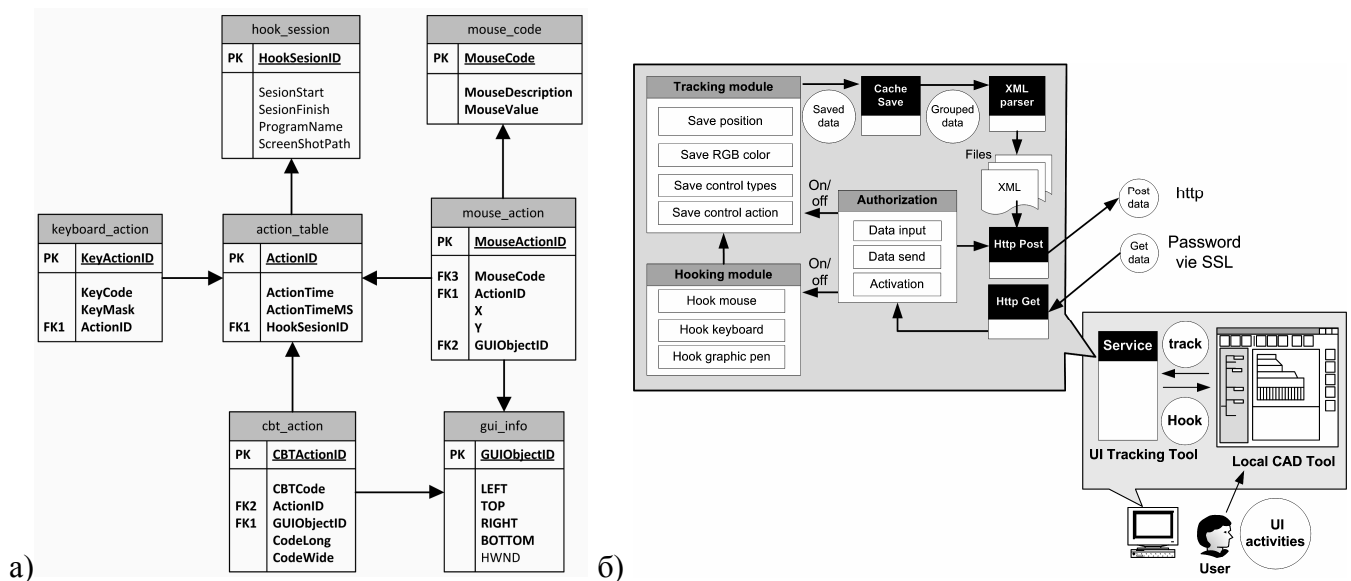 hook_session
PK HookSesionID
SesionStart
SesionFinish
ProgramName
ScreenShotPath
mouse_code
PK MouseCode
MouseDescription
MouseValue
keyboard_action
PK KeyActionID
KeyCode
KeyMask
FK1 ActionID
action_table
PK ActionID
ActionTime
ActionTimeMS
FK1 HookSesionID
mouse_action
PK MouseActionID
FK3 MouseCode
FK1 ActionID
X
Y
FK2 GUIObjectID
cbt_action
PK CBTActionID
CBTCode
FK2 ActionID
FK1 GUIObjectID
CodeLong
CodeWide
gui_info
PK GUIObjectID
LEFT
TOP
RIGHT
BOTTOM
HWND
а)
Tracking module
Save position
Save RGB color
Save control types
Save control action
Saved
data
Cache
Save
Grouped
data
XML
parser
Files
XML
On/
off
Authorization
Data input
Data send
Activation
On/
off
Hooking module
Hook mouse
Hook keyboard
Hook graphic pen
Http Post
Http Get
Post
data
http
Get
data
Password
vie SSL
Service
track
Hook
UI Tracking Tool
Local CAD Tool
User
UI
activities
б)